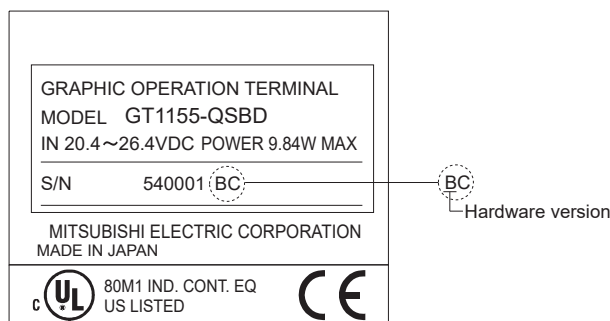 GRAPHIC OPERATION TERMINAL
MODEL GT1155-QSBD
IN 20.4～26.4VDC POWER 9.84W MAX
S/N 540001 BC
BC
Hardware version
MITSUBISHI ELECTRIC CORPORATION
MADE IN JAPAN
C UL 80M1 IND. CONT. EQ
US LISTED
CE